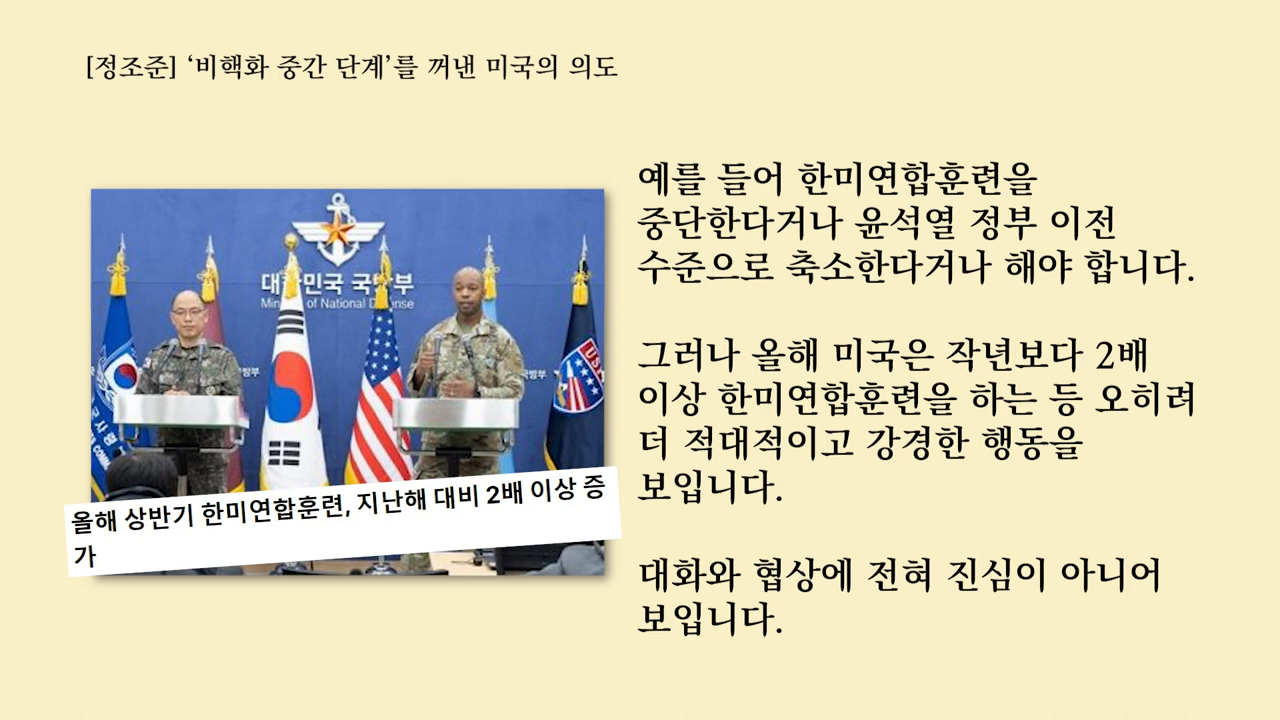 [정조준] ‘비핵화 중간 단계’를 꺼낸 미국의 의도
대한민국 국방부
Ministry of National Defense
국방부
US
올해 상반기 한미연합훈련, 지난해 대비 2배 이상 증
가
예를 들어 한미연합훈련을
중단한다거나 윤석열 정부 이전
수준으로 축소한다거나 해야 합니다.
그러나 올해 미국은 작년보다 2배
이상 한미연합훈련을 하는 등 오히려
더 적대적이고 강경한 행동을
보입니다.
대화와 협상에 전혀 진심이 아니어
보입니다.